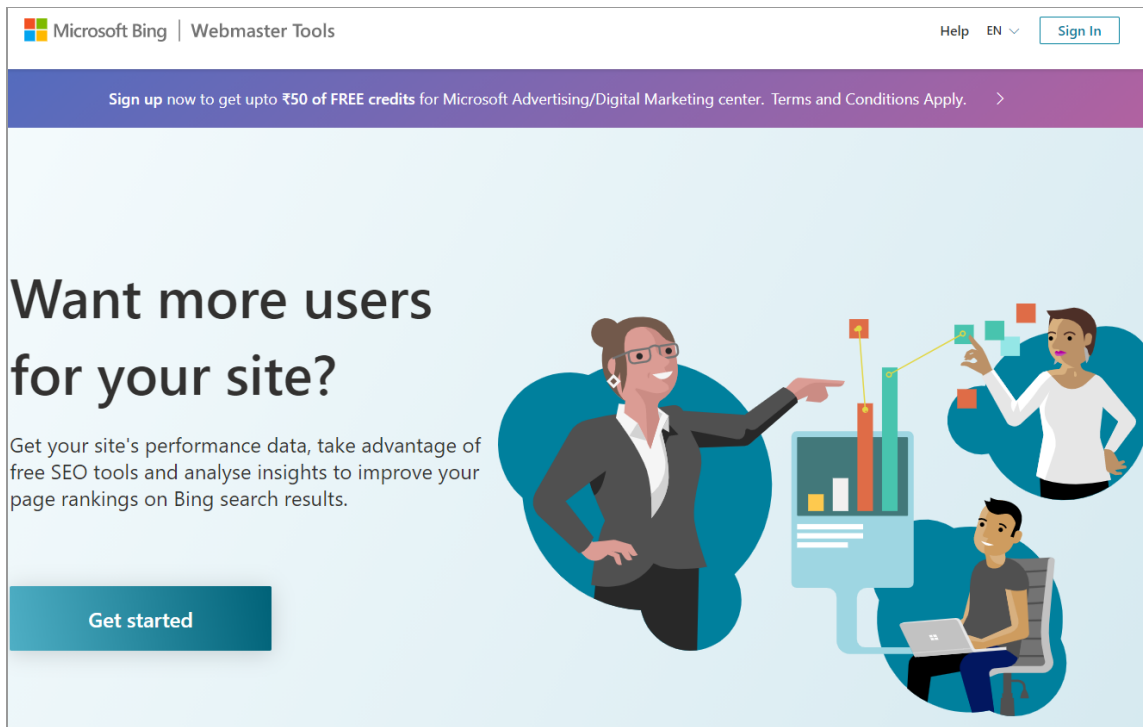 Microsoft Bing | Webmaster Tools
Help EN Sign In
Sign up now to get upto ₹50 of FREE credits for Microsoft Advertising/Digital Marketing center. Terms and Conditions Apply.
Want more users
for your site?
Get your site's performance data, take advantage of
free SEO tools and analyse insights to improve your
page rankings on Bing search results.
Get started